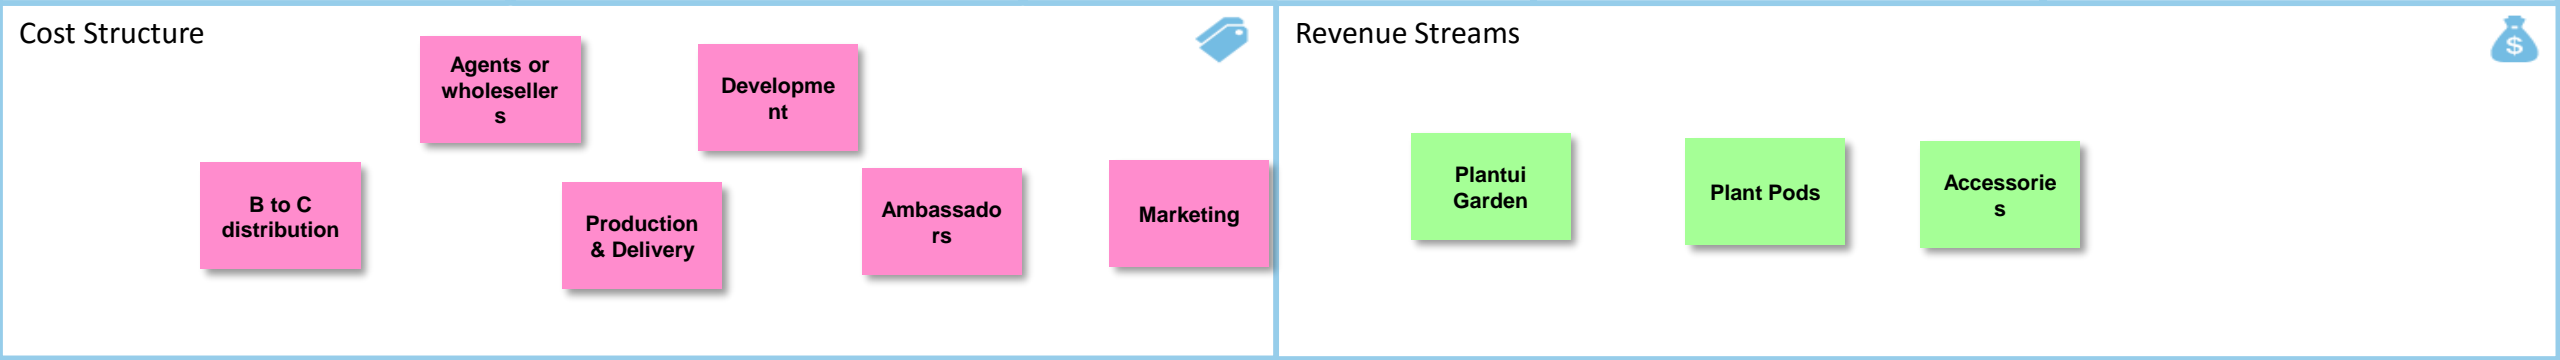 Cost Structure
Agents or
wholeseller
s
Developme
nt
B to C
distribution
Production
& Delivery
Ambassado
rs
Marketing
Revenue Streams
$
Plantui
Garden
Plant Pods
Accessorie
s